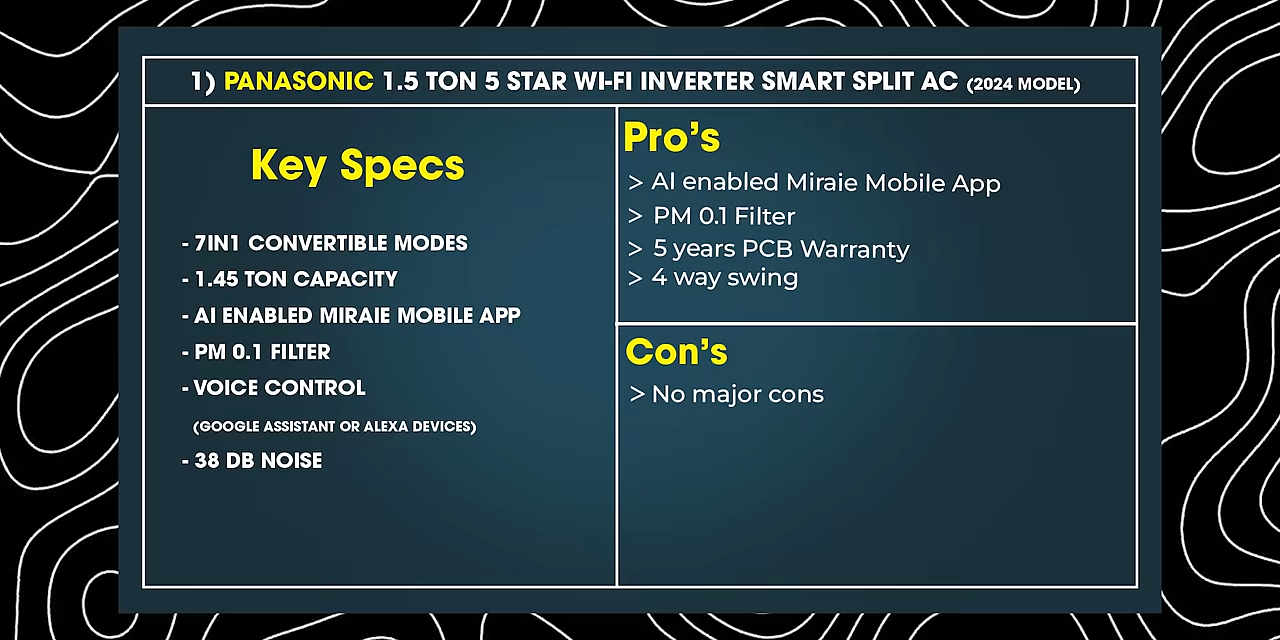 1) PANASONIC 1.5 TON 5 STAR WI-FI INVERTER SMART SPLIT AC (2024 MODEL)
Key Specs
- 7IN1 CONVERTIBLE MODES
- 1.45 TON CAPACITY
- AI ENABLED MIRAIE MOBILE APP
- PM 0.1 FILTER
- VOICE CONTROL
(GOOGLE ASSISTANT OR ALEXA DEVICES)
- 38 DB NOISE
Pro's
> AI enabled Miraie Mobile App
> PM 0.1 Filter
> 5 years PCB Warranty
> 4 way swing
Con's
> No major cons